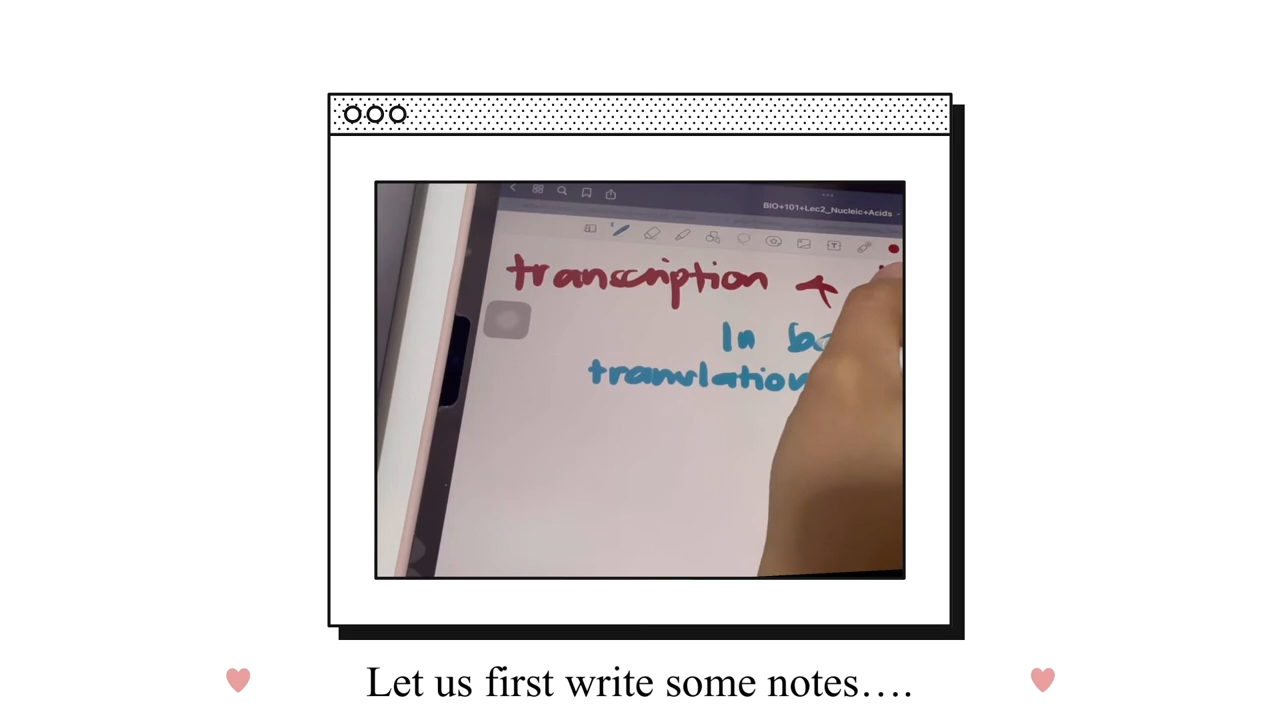 BIO+101+Lec2_Nucleic+Acids
transcription
In
translation
Let us first write some notes….